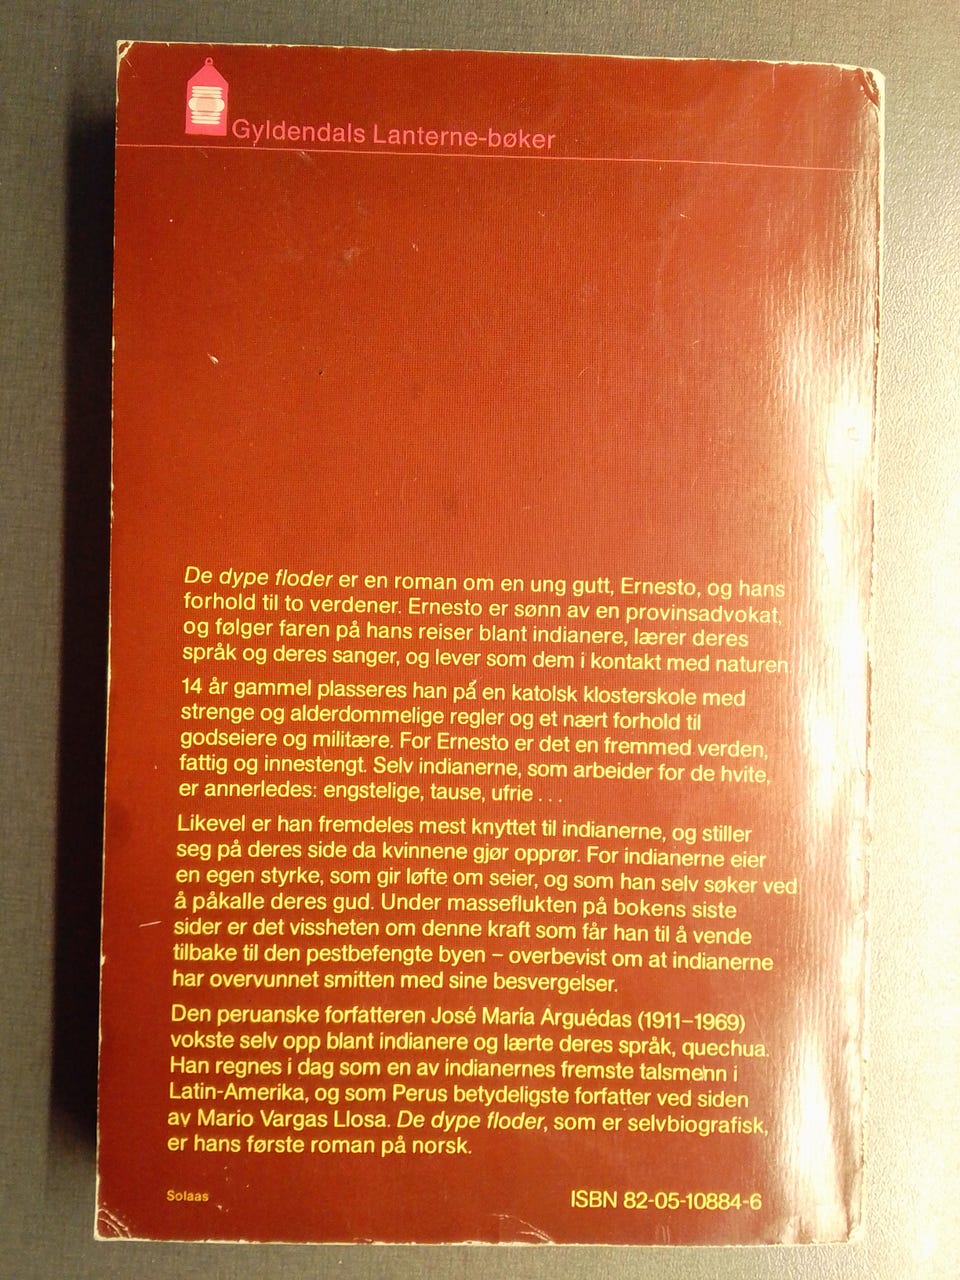 Gyldendals Lanterne-bøker
De dype floder er en roman om en ung gutt, Ernesto, og hans
forhold til to verdener. Ernesto er sønn av en provinsadvokat,
og følger faren på hans reiser blant indianere, lærer deres
språk og deres sanger, og lever som dem i kontakt med naturen.
14 år gammel plasseres han på en katolsk klosterskole med
strenge og alderdommelige regler og et nært forhold til
godseiere og militære. For Ernesto er det en fremmed verden,
fattig og innestengt. Selv indianerne, som arbeider for de hvite,
er annerledes: engstelige, tause, ufrie ...
Likevel er han fremdeles mest knyttet til indianerne, og stiller
seg på deres side da kvinnene gjør opprør. For indianerne eier
en egen styrke, som gir løfte om seier, og som han selv søker ved
å påkalle deres gud. Under masseflukten på bokens siste
sider er det vissheten om denne kraft som får han til å vende
tilbake til den pestbefengte byen – overbevist om at indianerne
har overvunnet smitten med sine besvergelser.
Den peruanske forfatteren José María Arguédas (1911–1969)
vokste selv opp blant indianere og lærte deres språk, quechua.
Han regnes i dag som en av indianernes fremste talsmenn i
Latin-Amerika, og som Perus betydeligste forfatter ved siden
av Mario Vargas Llosa. De dype floder, som er selvbiografisk,
er hans første roman på norsk.
Solaas
ISBN 82-05-10884-6